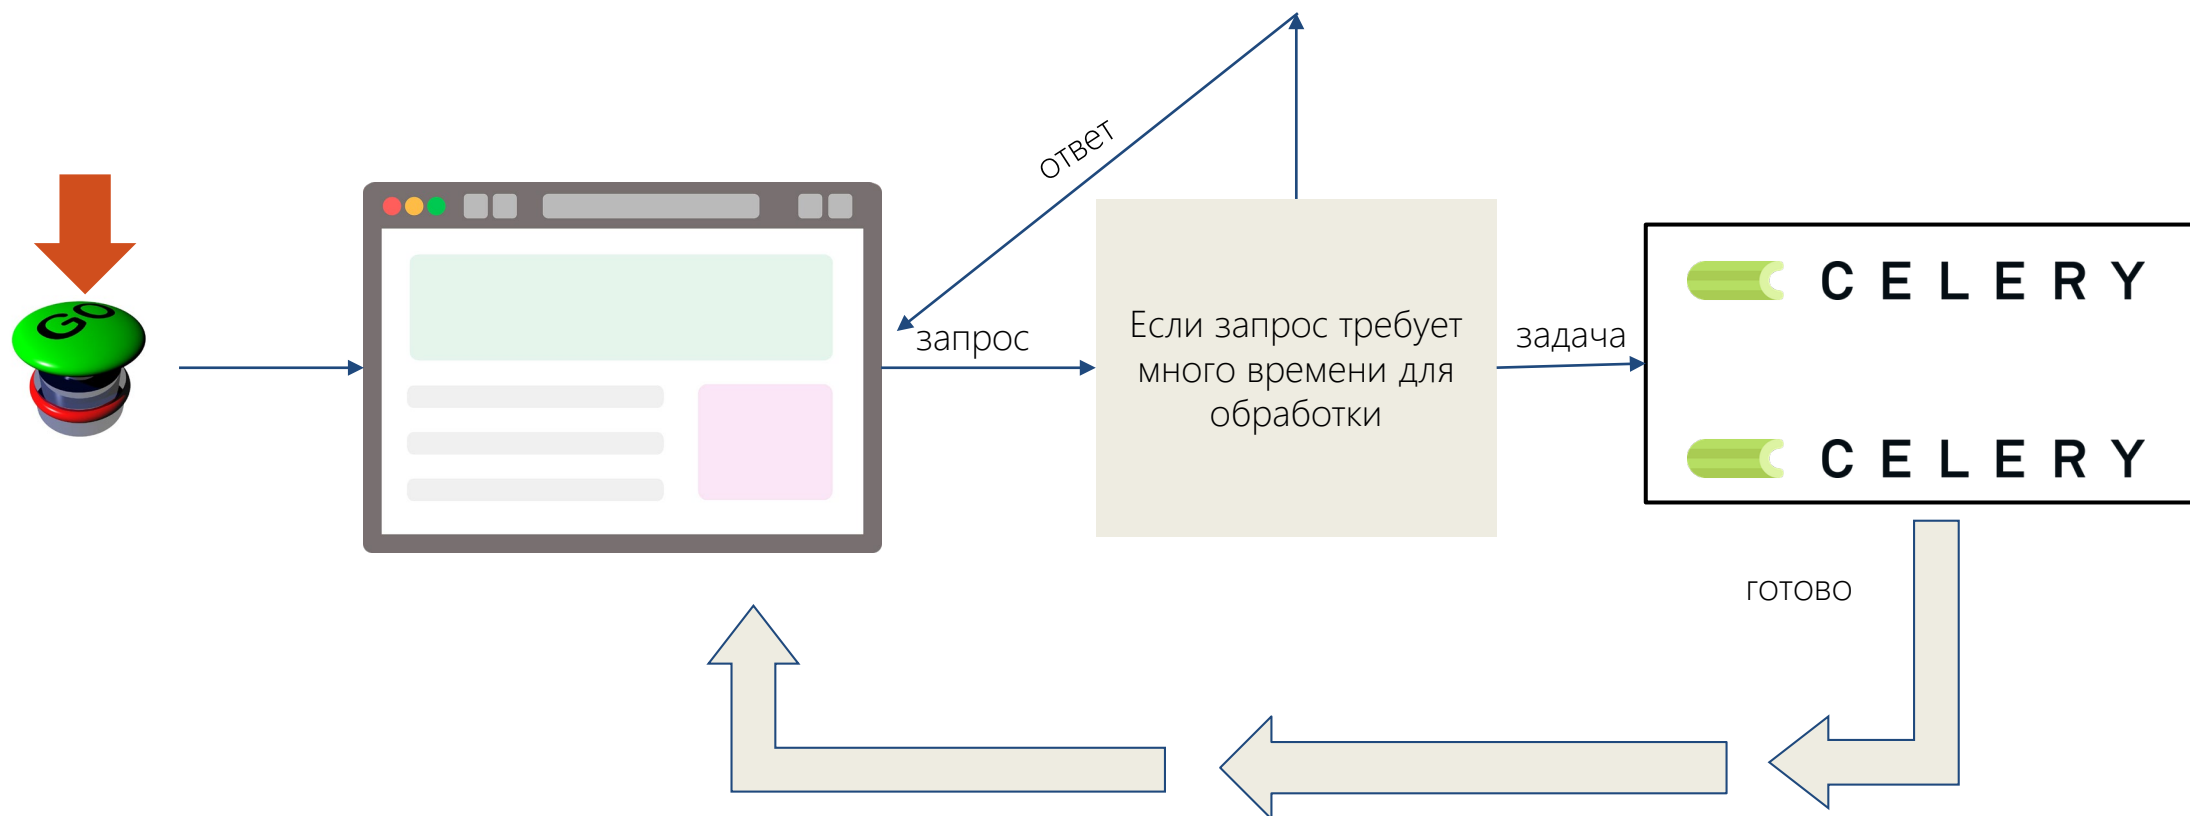 GO
ответ
запрос
Если запрос требует
много времени для
обработки
задача
CELERY
CELERY
готово